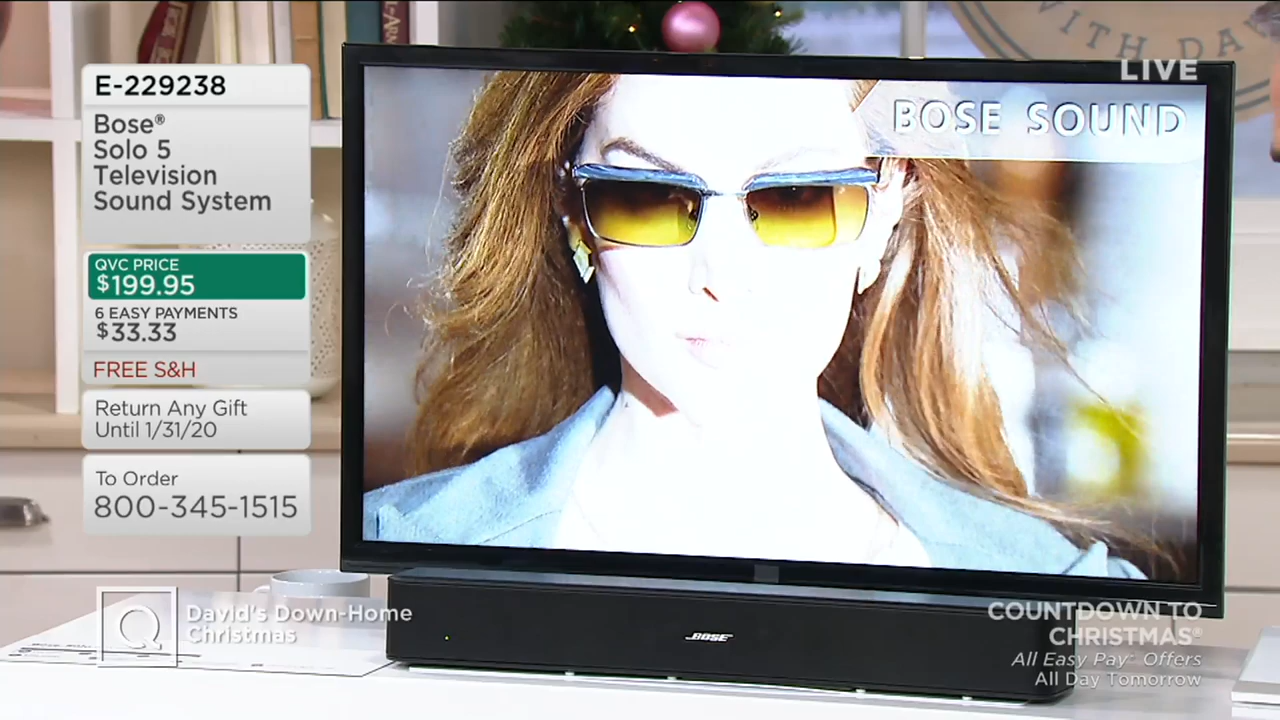 E-229238
Bose®
Solo 5
Television
Sound System
QVC PRICE
$199.95
6 EASY PAYMENTS
$33.33
FREE S&H
Return Any Gift
Until 1/31/20
To Order
800-345-1515
WITH DA
LIVE
BOSE SOUND
BOSE
Q
David's Down-Home
Christmas
COUNTDOWN TO
CHRISTMAS®
All Easy Pay® Offers
All Day Tomorrow